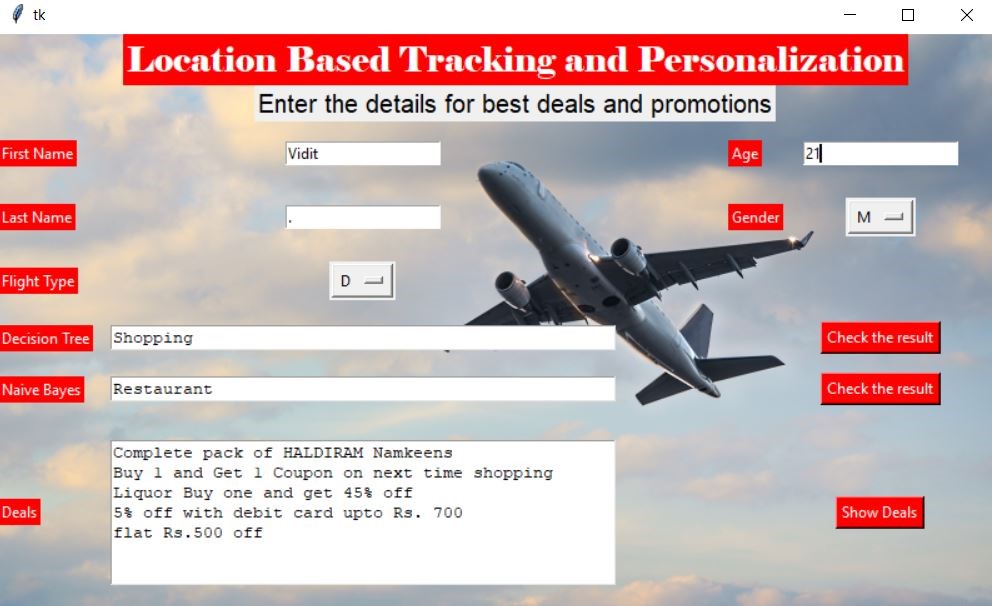 tk
Location Based Tracking and Personalization
Enter the details for best deals and promotions
First Name Vidit Age 21
Last Name . Gender M
Flight Type D
Decision Tree Shopping Check the result
Naive Bayes Restaurant Check the result
Complete pack of HALDIRAM Namkeens
Buy 1 and Get 1 Coupon on next time shopping
Liquor Buy one and get 45% off
5% off with debit card upto Rs. 700
flat Rs.500 off
Deals Show Deals